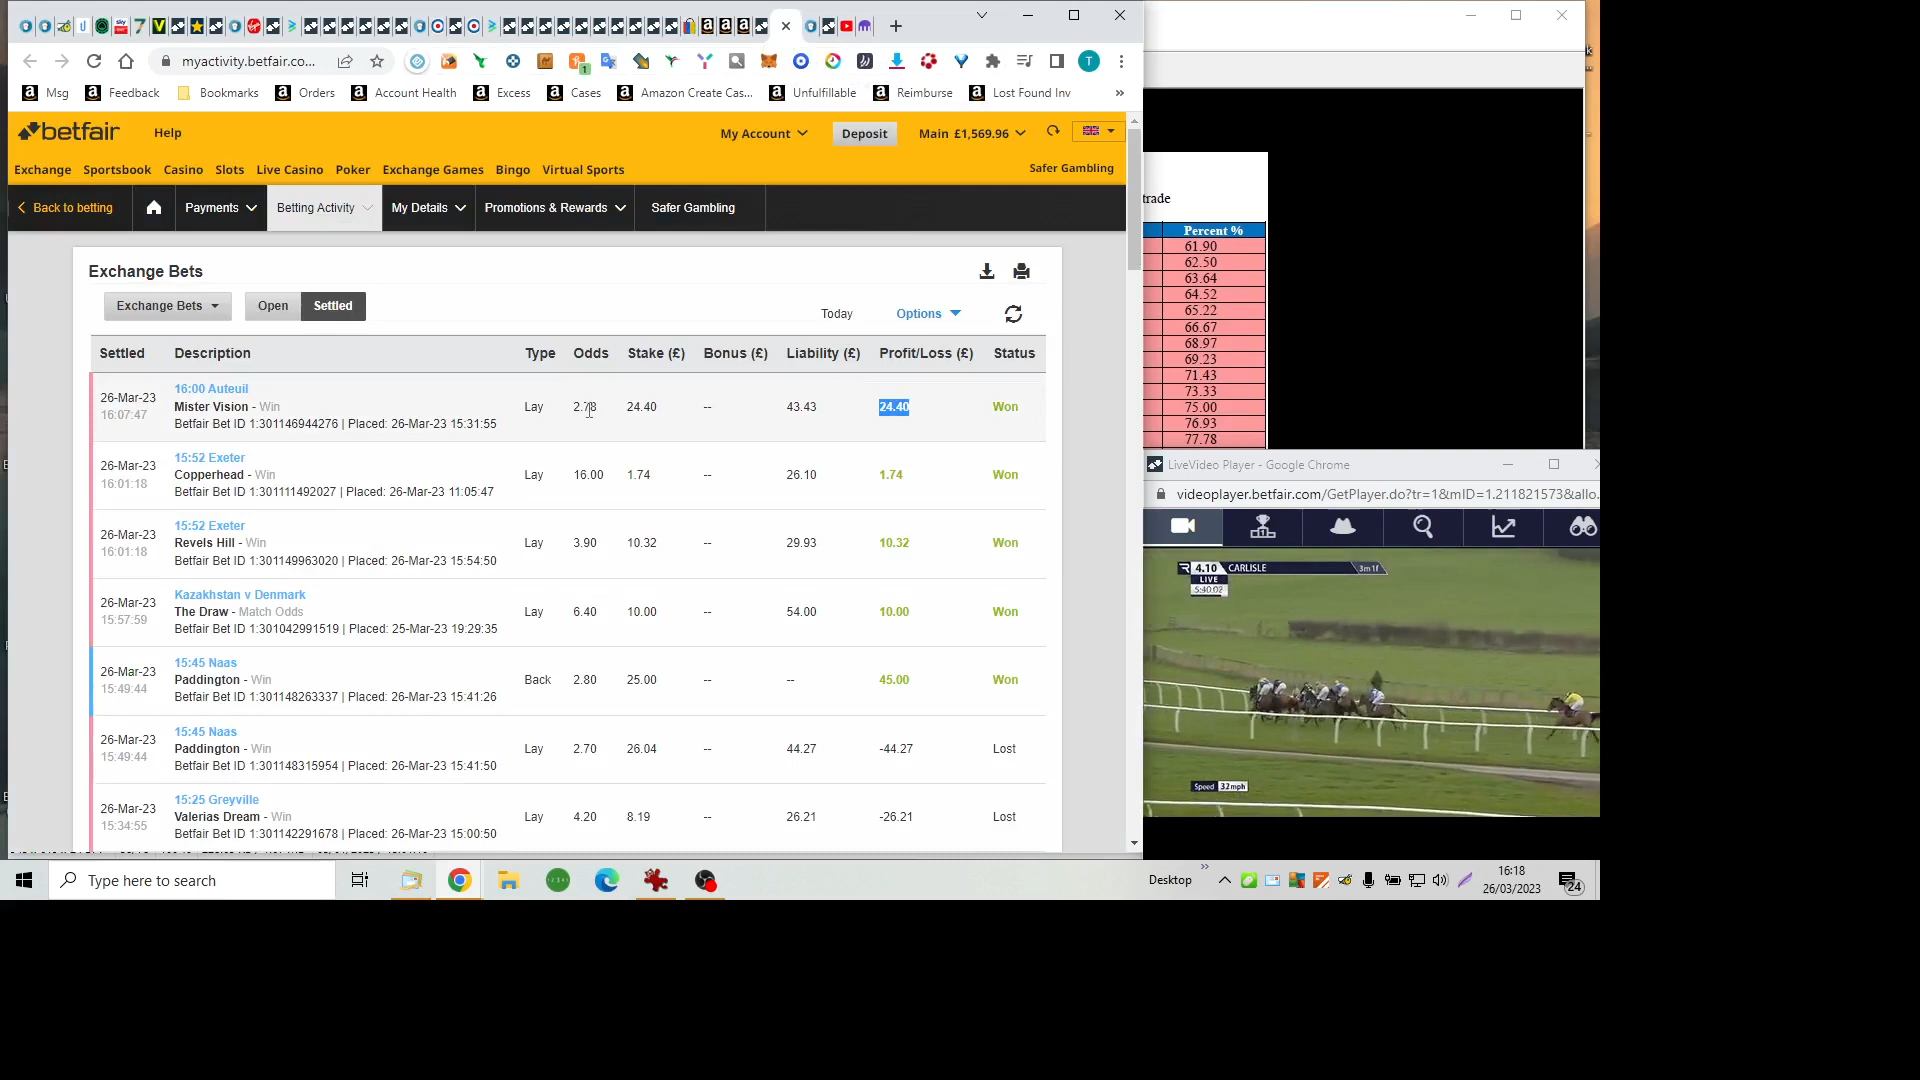 myactivity.betfair.co...
T
Msg
Feedback
Bookmarks
Orders
Account Health
Excess
Cases
Amazon Create Cas...
Unfulfillable
Reimburse
Lost Found Inv
betfair
Help
My Account
Deposit
Main £1,569.96
Exchange
Sportsbook
Casino
Slots
Live Casino
Poker
Exchange Games
Bingo
Virtual Sports
Safer Gambling
Back to betting
Payments
Betting Activity
My Details
Promotions & Rewards
Safer Gambling
Exchange Bets
Exchange Bets
Open
Settled
Today
Options
Settled Description Type Odds Stake (£) Bonus (£) Liability (£) Profit/Loss (£) Status
16:00 Auteuil
26-Mar-23 Mister Vision - Win Lay 2.78 24.40 -- 43.43 24.40 Won
16:07:47 Betfair Bet ID 1:301146944276 | Placed: 26-Mar-23 15:31:55
15:52 Exeter
26-Mar-23 Copperhead - Win Lay 16.00 1.74 -- 26.10 1.74 Won
16:01:18 Betfair Bet ID 1:301111492027 | Placed: 26-Mar-23 11:05:47
15:52 Exeter
26-Mar-23 Revels Hill - Win Lay 3.90 10.32 -- 29.93 10.32 Won
16:01:18 Betfair Bet ID 1:301149963020 | Placed: 26-Mar-23 15:54:50
Kazakhstan v Denmark
26-Mar-23 The Draw - Match Odds Lay 6.40 10.00 -- 54.00 10.00 Won
15:57:59 Betfair Bet ID 1:301042991519 | Placed: 25-Mar-23 19:29:35
15:45 Naas
26-Mar-23 Paddington - Win Back 2.80 25.00 -- -- 45.00 Won
15:49:44 Betfair Bet ID 1:301148263337 | Placed: 26-Mar-23 15:41:26
15:45 Naas
26-Mar-23 Paddington - Win Lay 2.70 26.04 -- 44.27 -44.27 Lost
15:49:44 Betfair Bet ID 1:301148315954 | Placed: 26-Mar-23 15:41:50
15:25 Greyville
26-Mar-23 Valerias Dream - Win Lay 4.20 8.19 -- 26.21 -26.21 Lost
15:34:55 Betfair Bet ID 1:301142291678 | Placed: 26-Mar-23 15:00:50
trade
Percent %
61.90
62.50
63.64
64.52
65.22
66.67
68.97
69.23
71.43
73.33
75.00
76.93
77.78
LiveVideo Player - Google Chrome
videoplayer.betfair.com/GetPlayer.do?tr=1&mID=1.211821573&allo.
4.10 CARLISLE 3m1f
LIVE
5:40.02
Speed 32mph
Type here to search
Desktop
16:18
26/03/2023
24